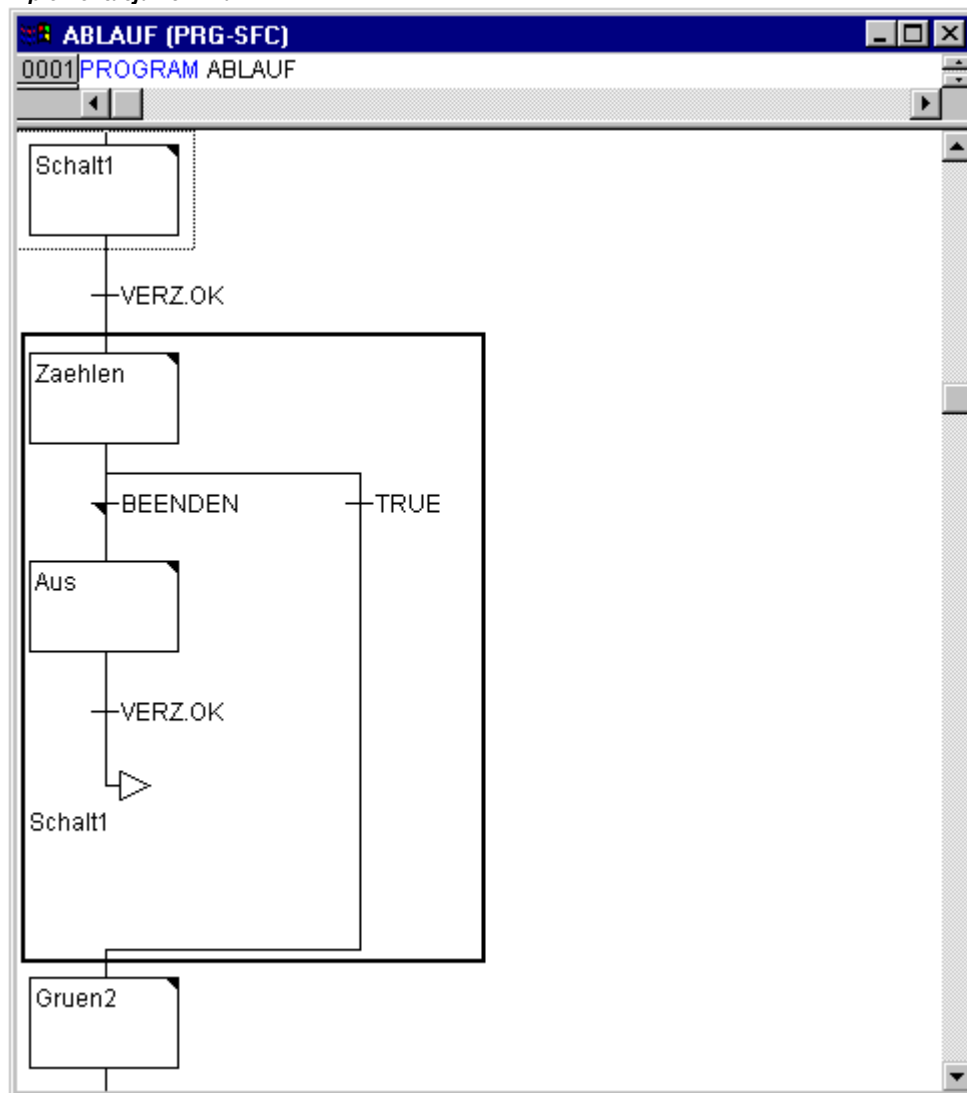 ABLAUF (PRG-SFC)
0001 PROGRAM ABLAUF
Schalt1
VERZ.OK
Zaehlen
BEENDEN TRUE
Aus
VERZ.OK
Schalt1
Gruen2